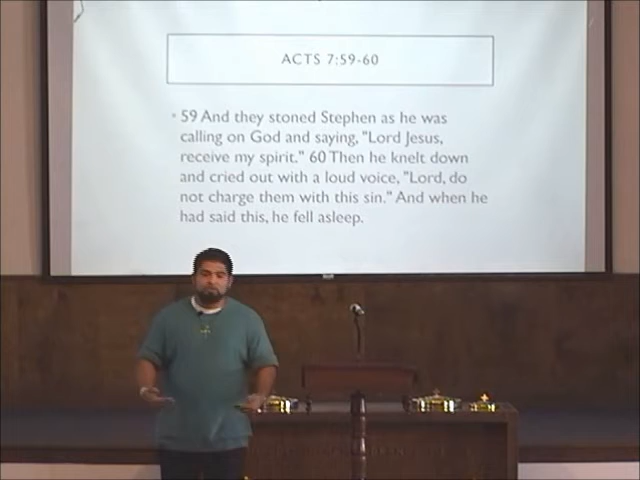 ACTS 7:59-60
• 59 And they stoned Stephen as he was
calling on God and saying, "Lord Jesus,
receive my spirit." 60 Then he knelt down
and cried out with a loud voice, "Lord, do
not charge them with this sin." And when he
had said this, he fell asleep.